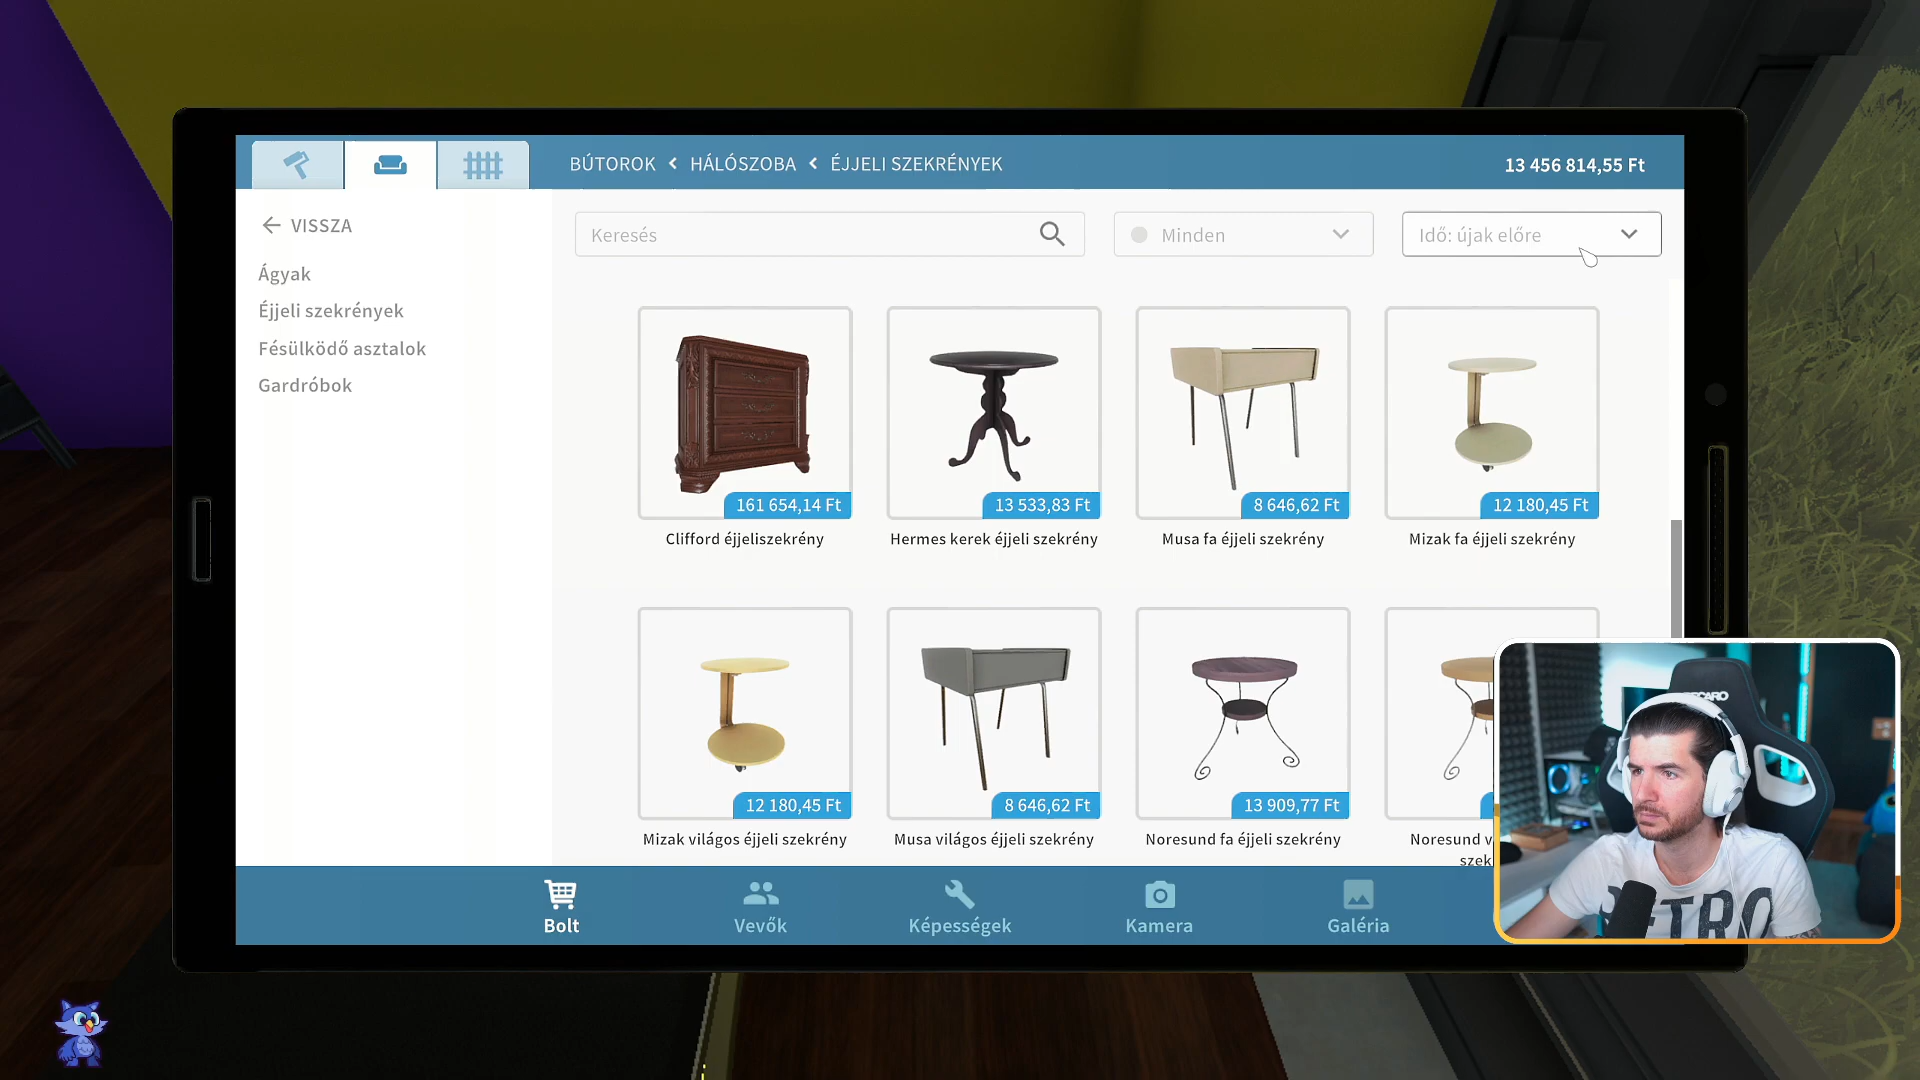 BÚTOROK < HÁLÓSZOBA < ÉJJELI SZEKRÉNYEK
13 456 814,55 Ft
VISSZA
Ágyak
Éjjeli szekrények
Fésülködő asztalok
Gardróbok
Keresés
Minden
Idő: újak előre
161 654,14 Ft
13 533,83 Ft
8 646,62 Ft
12 180,45 Ft
Clifford éjjeliszekrény
Hermes kerek éjjeli szekrény
Musa fa éjjeli szekrény
Mizak fa éjjeli szekrény
12 180,45 Ft
8 646,62 Ft
13 909,77 Ft
Mizak világos éjjeli szekrény
Musa világos éjjeli szekrény
Noresund fa éjjeli szekrény
Noresund
Bolt
Vevők
Képességek
Kamera
Galéria